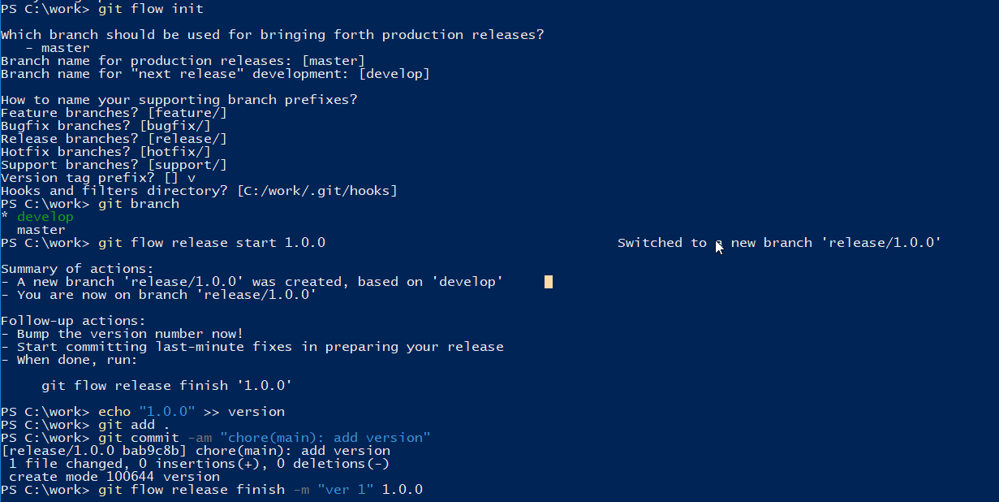 PS C:\work> git flow init
Which branch should be used for bringing forth production releases?
- master
Branch name for production releases: [master]
Branch name for "next release" development: [develop]
How to name your supporting branch prefixes?
Feature branches? [feature/]
Bugfix branches? [bugfix/]
Release branches? [release/]
Hotfix branches? [hotfix/]
Support branches? [support/]
Version tag prefix? [] v
Hooks and filters directory? [C:/work/.git/hooks]
PS C:\work> git branch
* develop
master
PS C:\work> git flow release start 1.0.0 Switched to a new branch 'release/1.0.0'
Summary of actions:
- A new branch 'release/1.0.0' was created, based on 'develop'
- You are now on branch 'release/1.0.0'
Follow-up actions:
- Bump the version number now!
- Start committing last-minute fixes in preparing your release
- When done, run:
git flow release finish '1.0.0'
PS C:\work> echo "1.0.0" >> version
PS C:\work> git add .
PS C:\work> git commit -am "chore(main): add version"
[release/1.0.0 bab9c8b] chore(main): add version
1 file changed, 0 insertions(+), 0 deletions(-)
create mode 100644 version
PS C:\work> git flow release finish -m "ver 1" 1.0.0